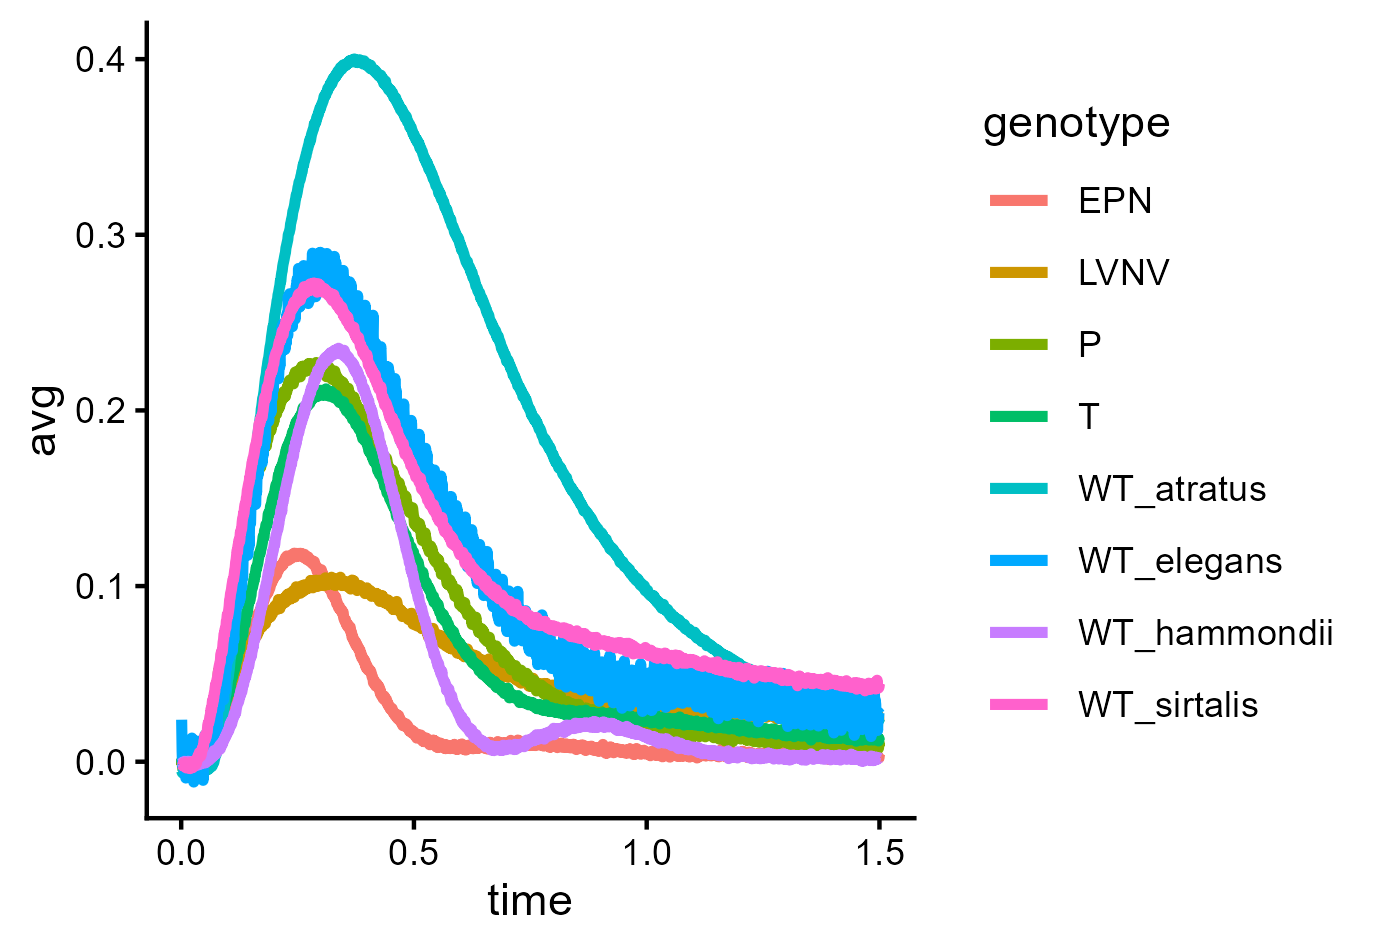 0.4
0.3
0.2
0.1
0.0
avg
0.0 0.5 1.0 1.5
time
genotype
EPN
LVNV
P
T
WT_atratus
WT_elegans
WT_hammondii
WT_sirtalis